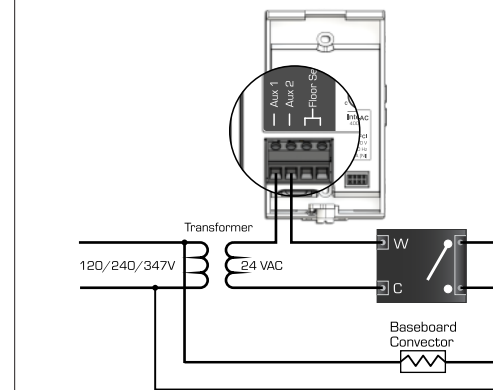 Aux 1
Aux 2
Floor Se
Transformer
120/240/347V
24 VAC
W
C
Baseboard
Convector